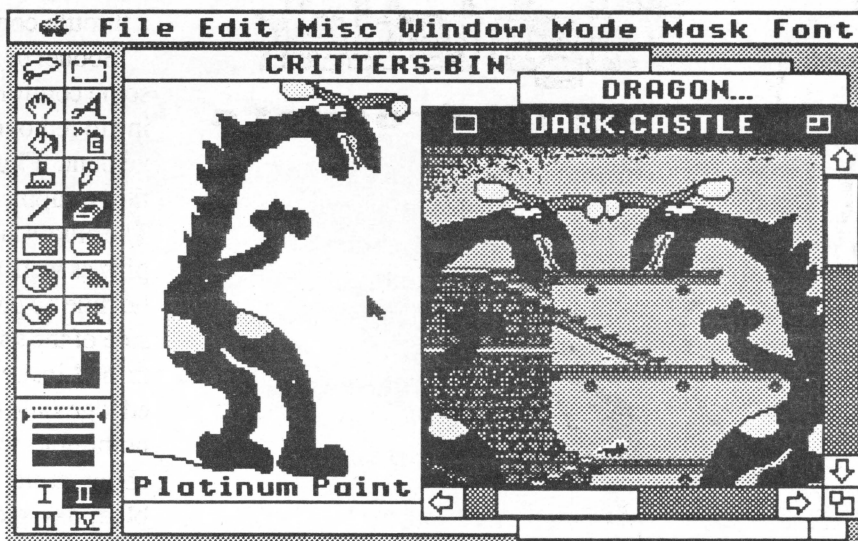 File Edit Misc Window Mode Mask Font
CRITTERS.BIN
DRAGON...
DARK.CASTLE
Platinum Paint
I II
III IV